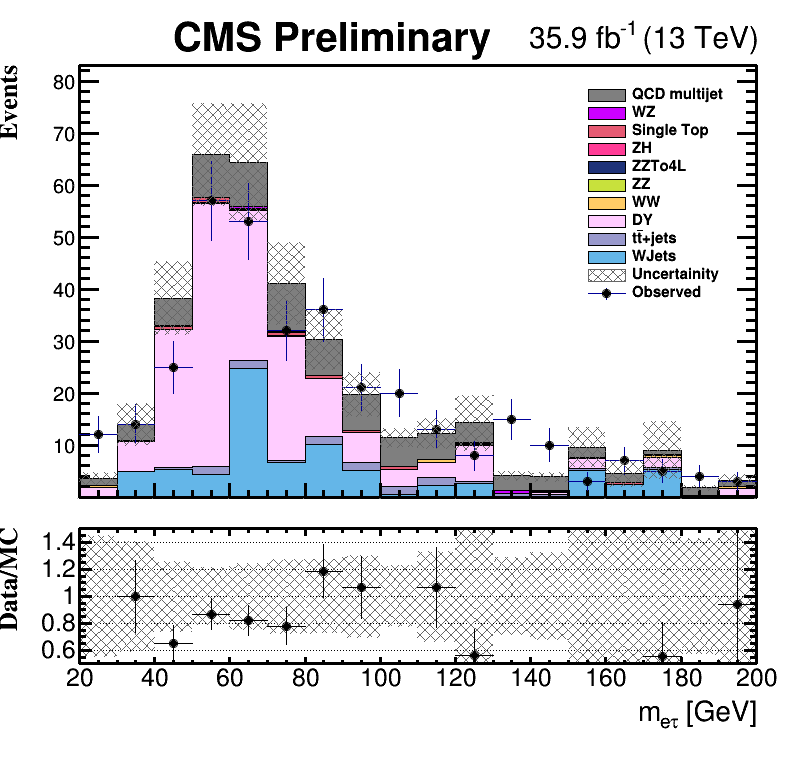 CMS Preliminary 35.9 fb-1 (13 TeV)
Events
80
70
60
50
40
30
20
10
QCD multijet
WZ
Single Top
ZH
ZZTo4L
ZZ
WW
DY
tt̄+jets
WJets
Uncertainity
Observed
Data/MC
1.4
1.2
1
0.8
0.6
20 40 60 80 100 120 140 160 180 200
meτ [GeV]